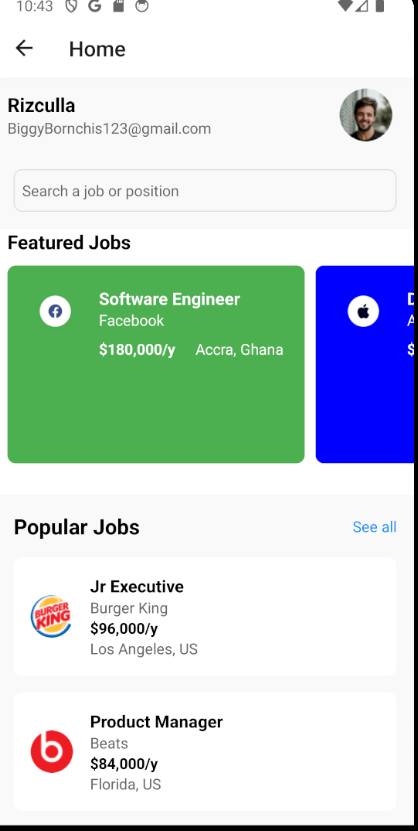 10:43
Home
Rizculla
BiggyBornchis123@gmail.com
Search a job or position
Featured Jobs
Software Engineer
Facebook
$180,000/y Accra, Ghana
D
A
$
Popular Jobs
See all
BURGER KING
Jr Executive
Burger King
$96,000/y
Los Angeles, US
Product Manager
Beats
$84,000/y
Florida, US